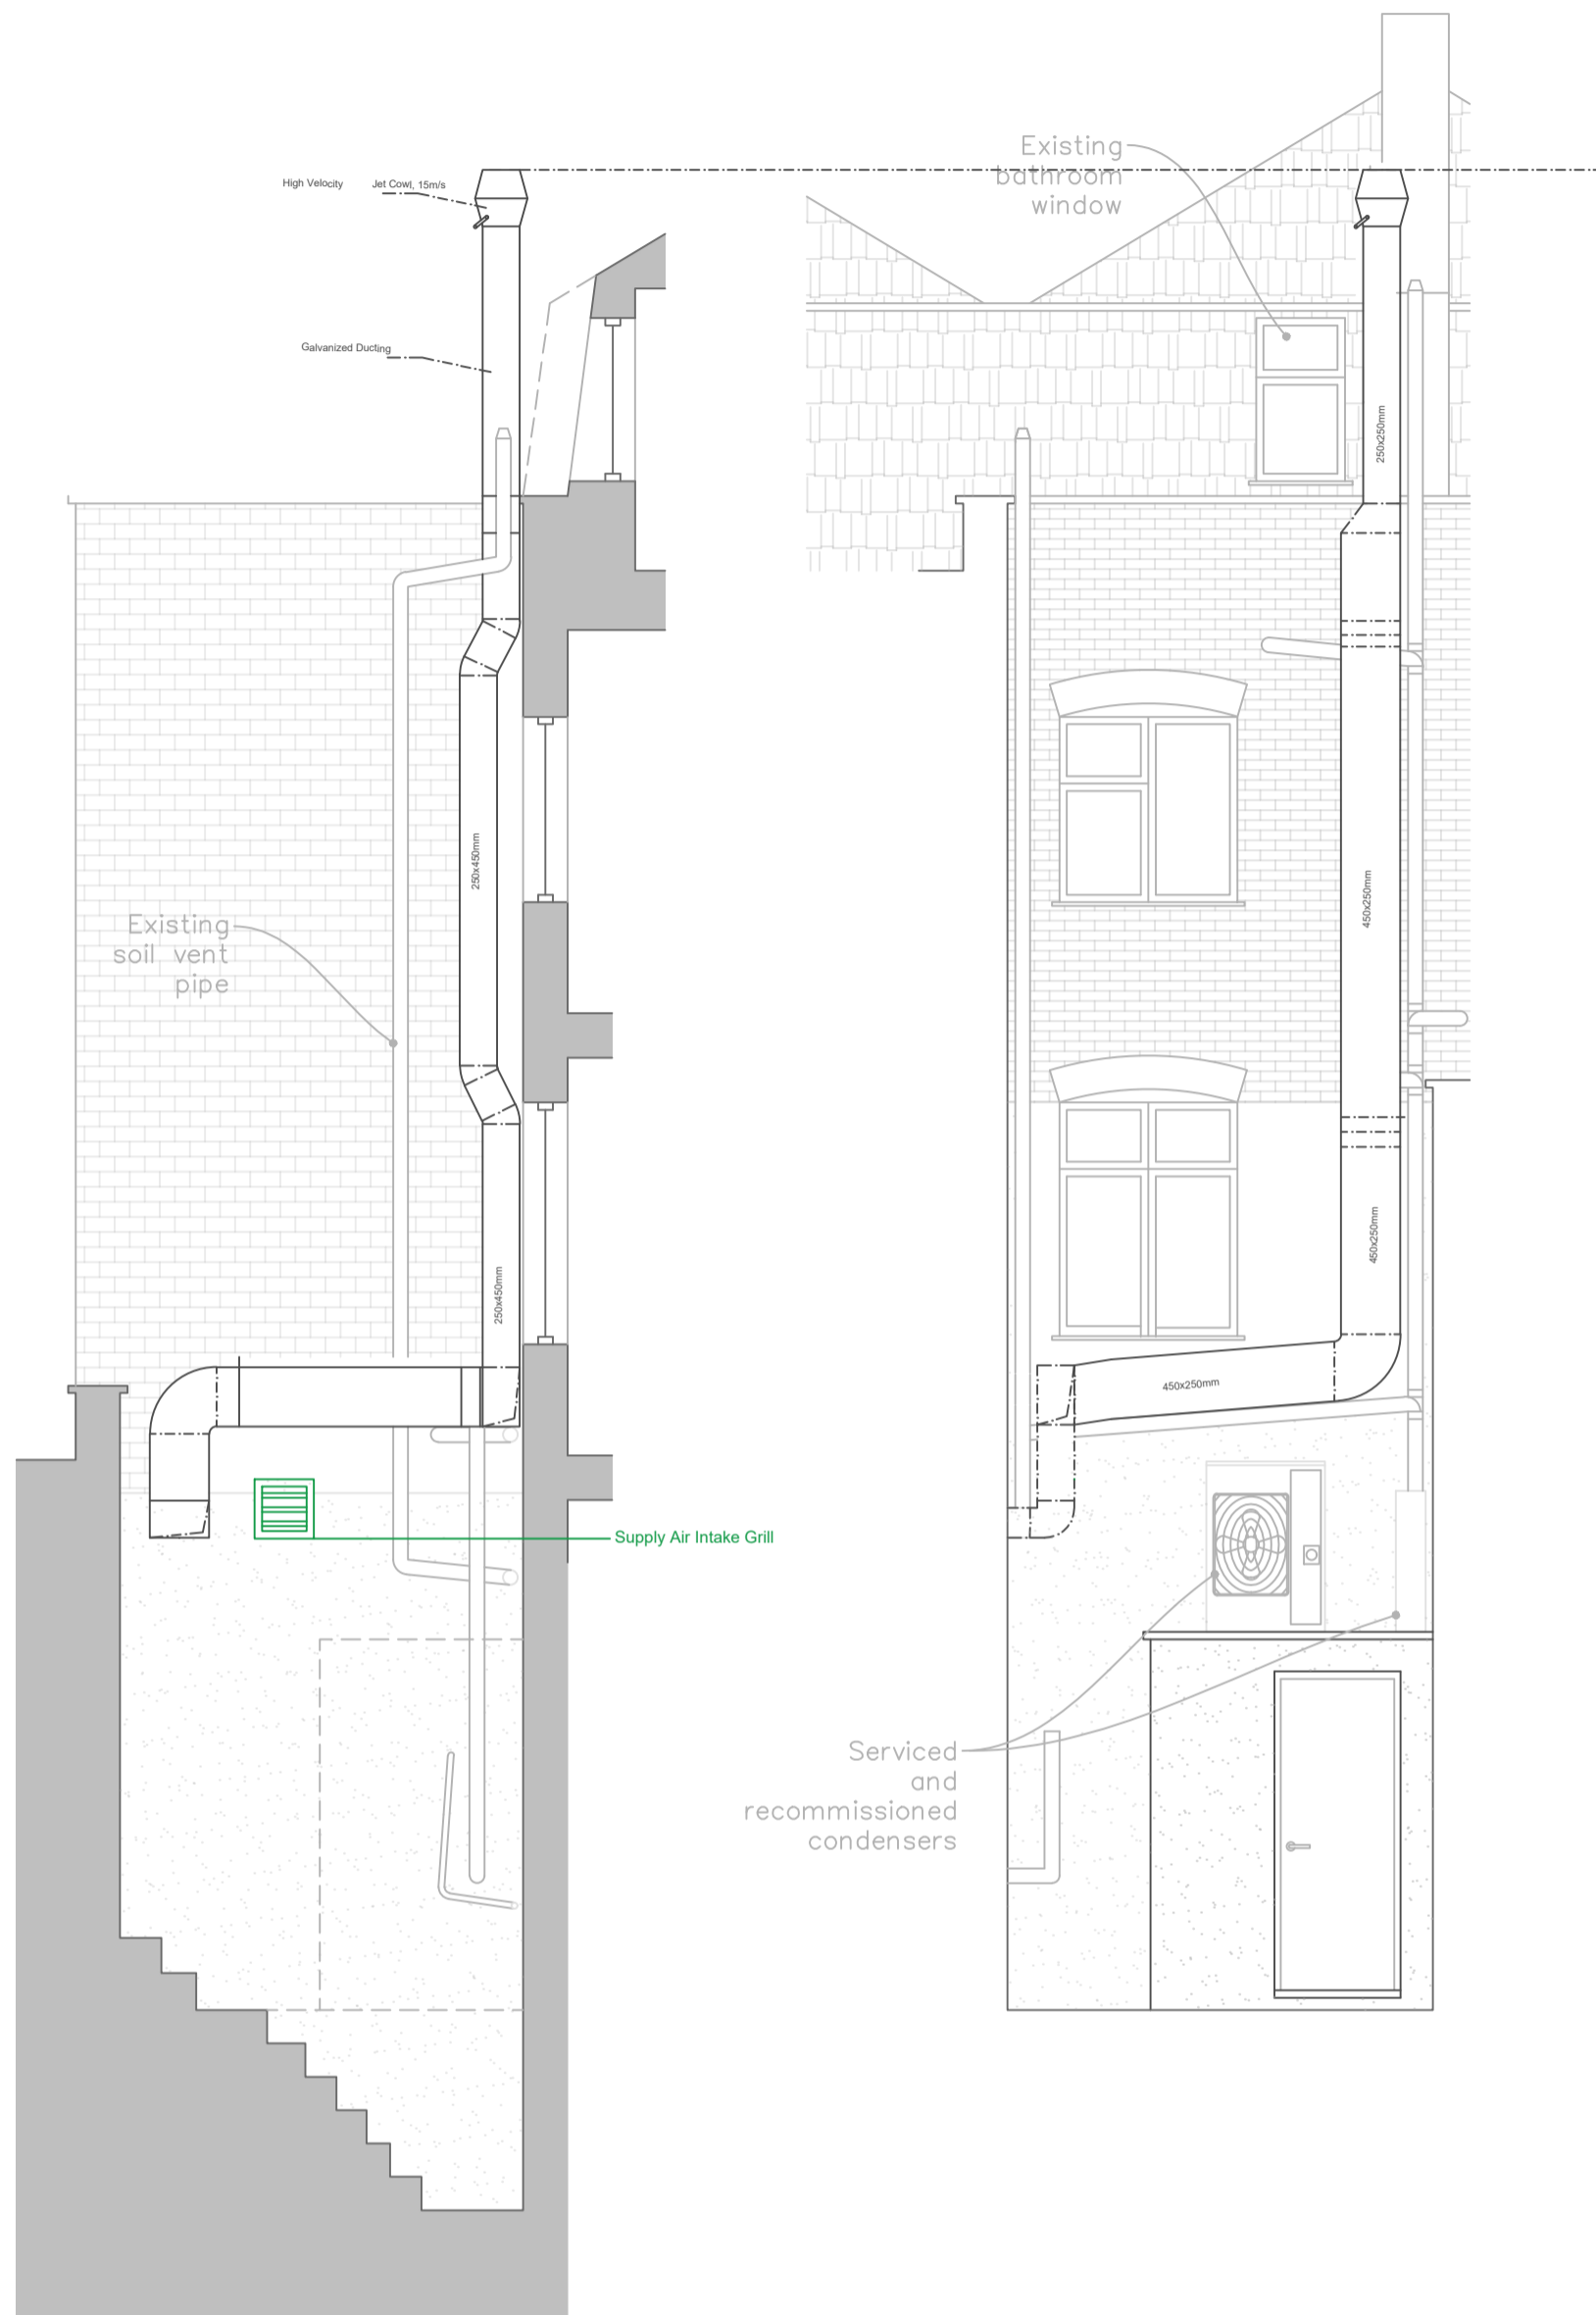 High Velocity Jet Cowl, 15m/s
Galvanized Ducting
250x450mm
Existing
soil vent
pipe
250x450mm
Supply Air Intake Grill
Existing
bathroom
window
250x250mm
450x250mm
450x250mm
450x250mm
Serviced
and
recommissioned
condensers